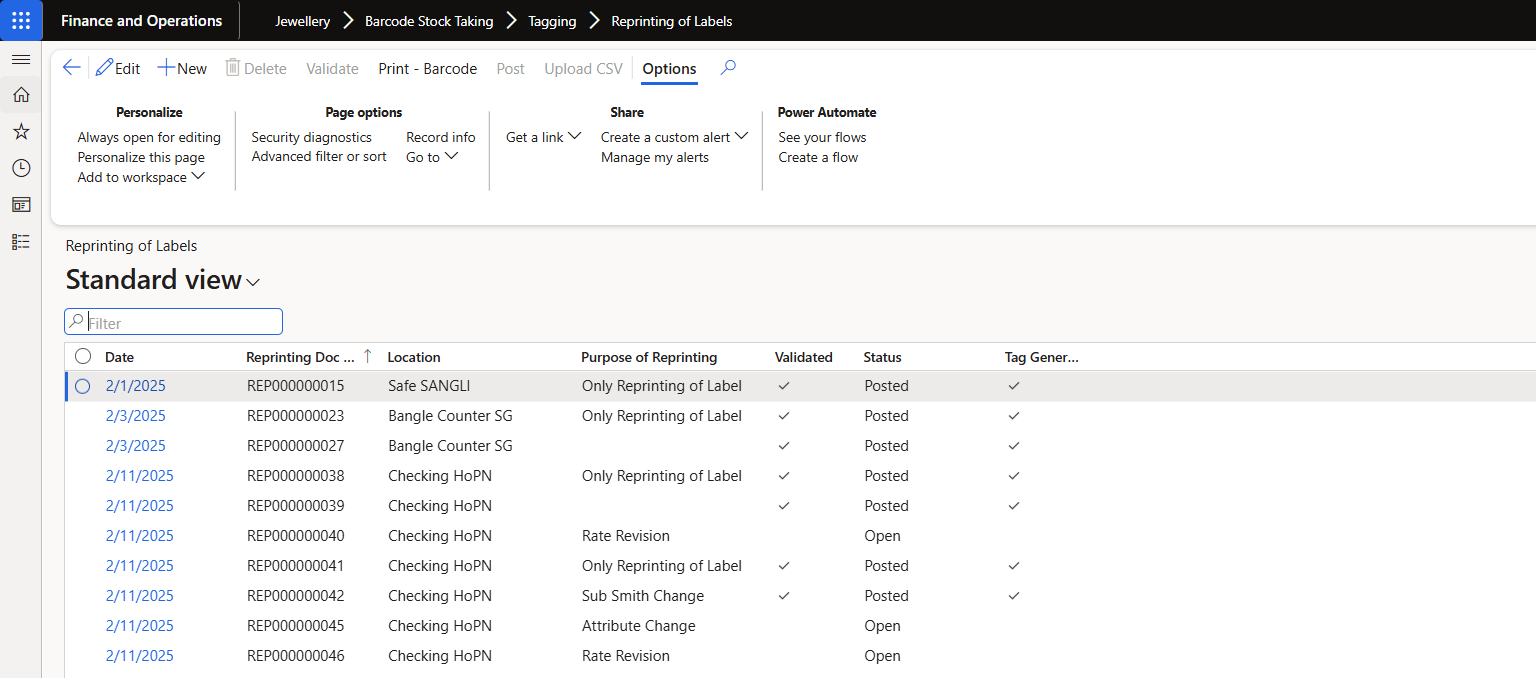 Finance and Operations Jewellery Barcode Stock Taking Tagging Reprinting of Labels
Edit New Delete Validate Print - Barcode Post Upload CSV Options
Personalize
Always open for editing
Personalize this page
Add to workspace
Page options
Security diagnostics Record info
Advanced filter or sort Go to
Share
Get a link Create a custom alert
Manage my alerts
Power Automate
See your flows
Create a flow
Reprinting of Labels
Standard view
Filter
Date Reprinting Doc ... Location Purpose of Reprinting Validated Status Tag Gener...
2/1/2025 REP000000015 Safe SANGLI Only Reprinting of Label Posted
2/3/2025 REP000000023 Bangle Counter SG Only Reprinting of Label Posted
2/3/2025 REP000000027 Bangle Counter SG Posted
2/11/2025 REP000000038 Checking HoPN Only Reprinting of Label Posted
2/11/2025 REP000000039 Checking HoPN Posted
2/11/2025 REP000000040 Checking HoPN Rate Revision Open
2/11/2025 REP000000041 Checking HoPN Only Reprinting of Label Posted
2/11/2025 REP000000042 Checking HoPN Sub Smith Change Posted
2/11/2025 REP000000045 Checking HoPN Attribute Change Open
2/11/2025 REP000000046 Checking HoPN Rate Revision Open